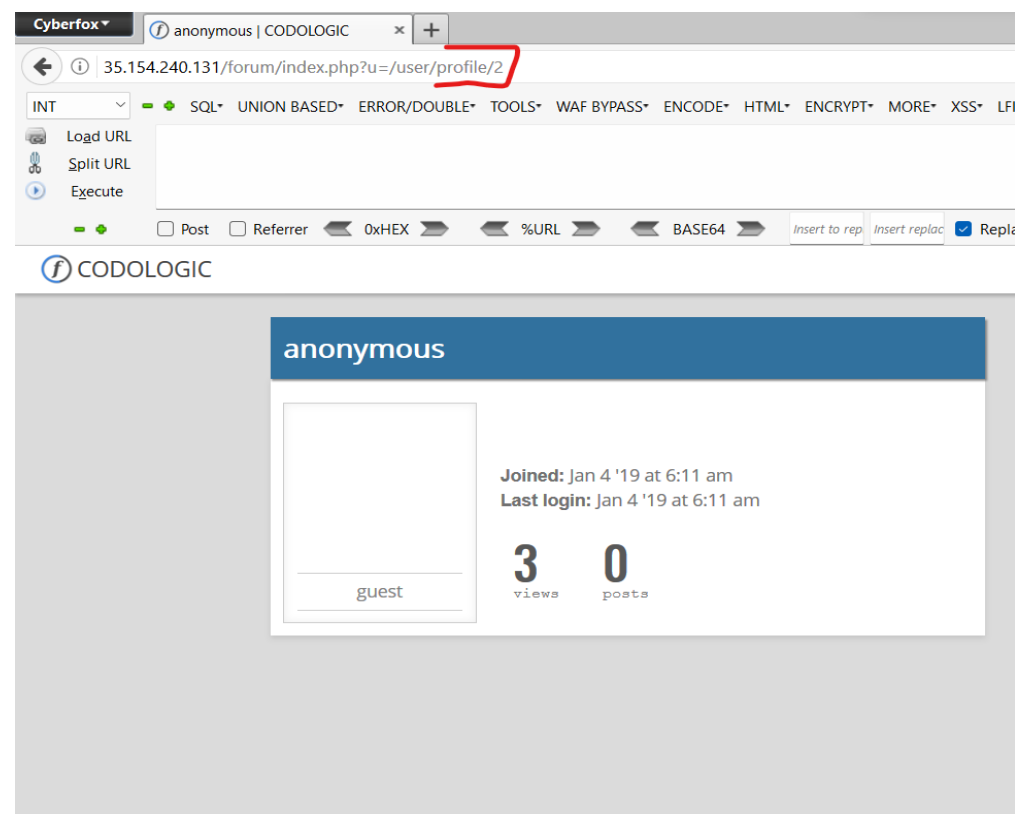 Cyberfox
anonymous | CODOLOGIC × +
35.154.240.131/forum/index.php?u=/user/profile/2
INT SQL UNION BASED ERROR/DOUBLE TOOLS WAF BYPASS ENCODE HTML ENCRYPT MORE XSS LFI
Load URL
Split URL
Execute
Post Referrer 0xHEX %URL BASE64 Insert to rep Insert replac Repla
f CODOLOGIC
anonymous
Joined: Jan 4 '19 at 6:11 am
Last login: Jan 4 '19 at 6:11 am
3 0
guest views posts